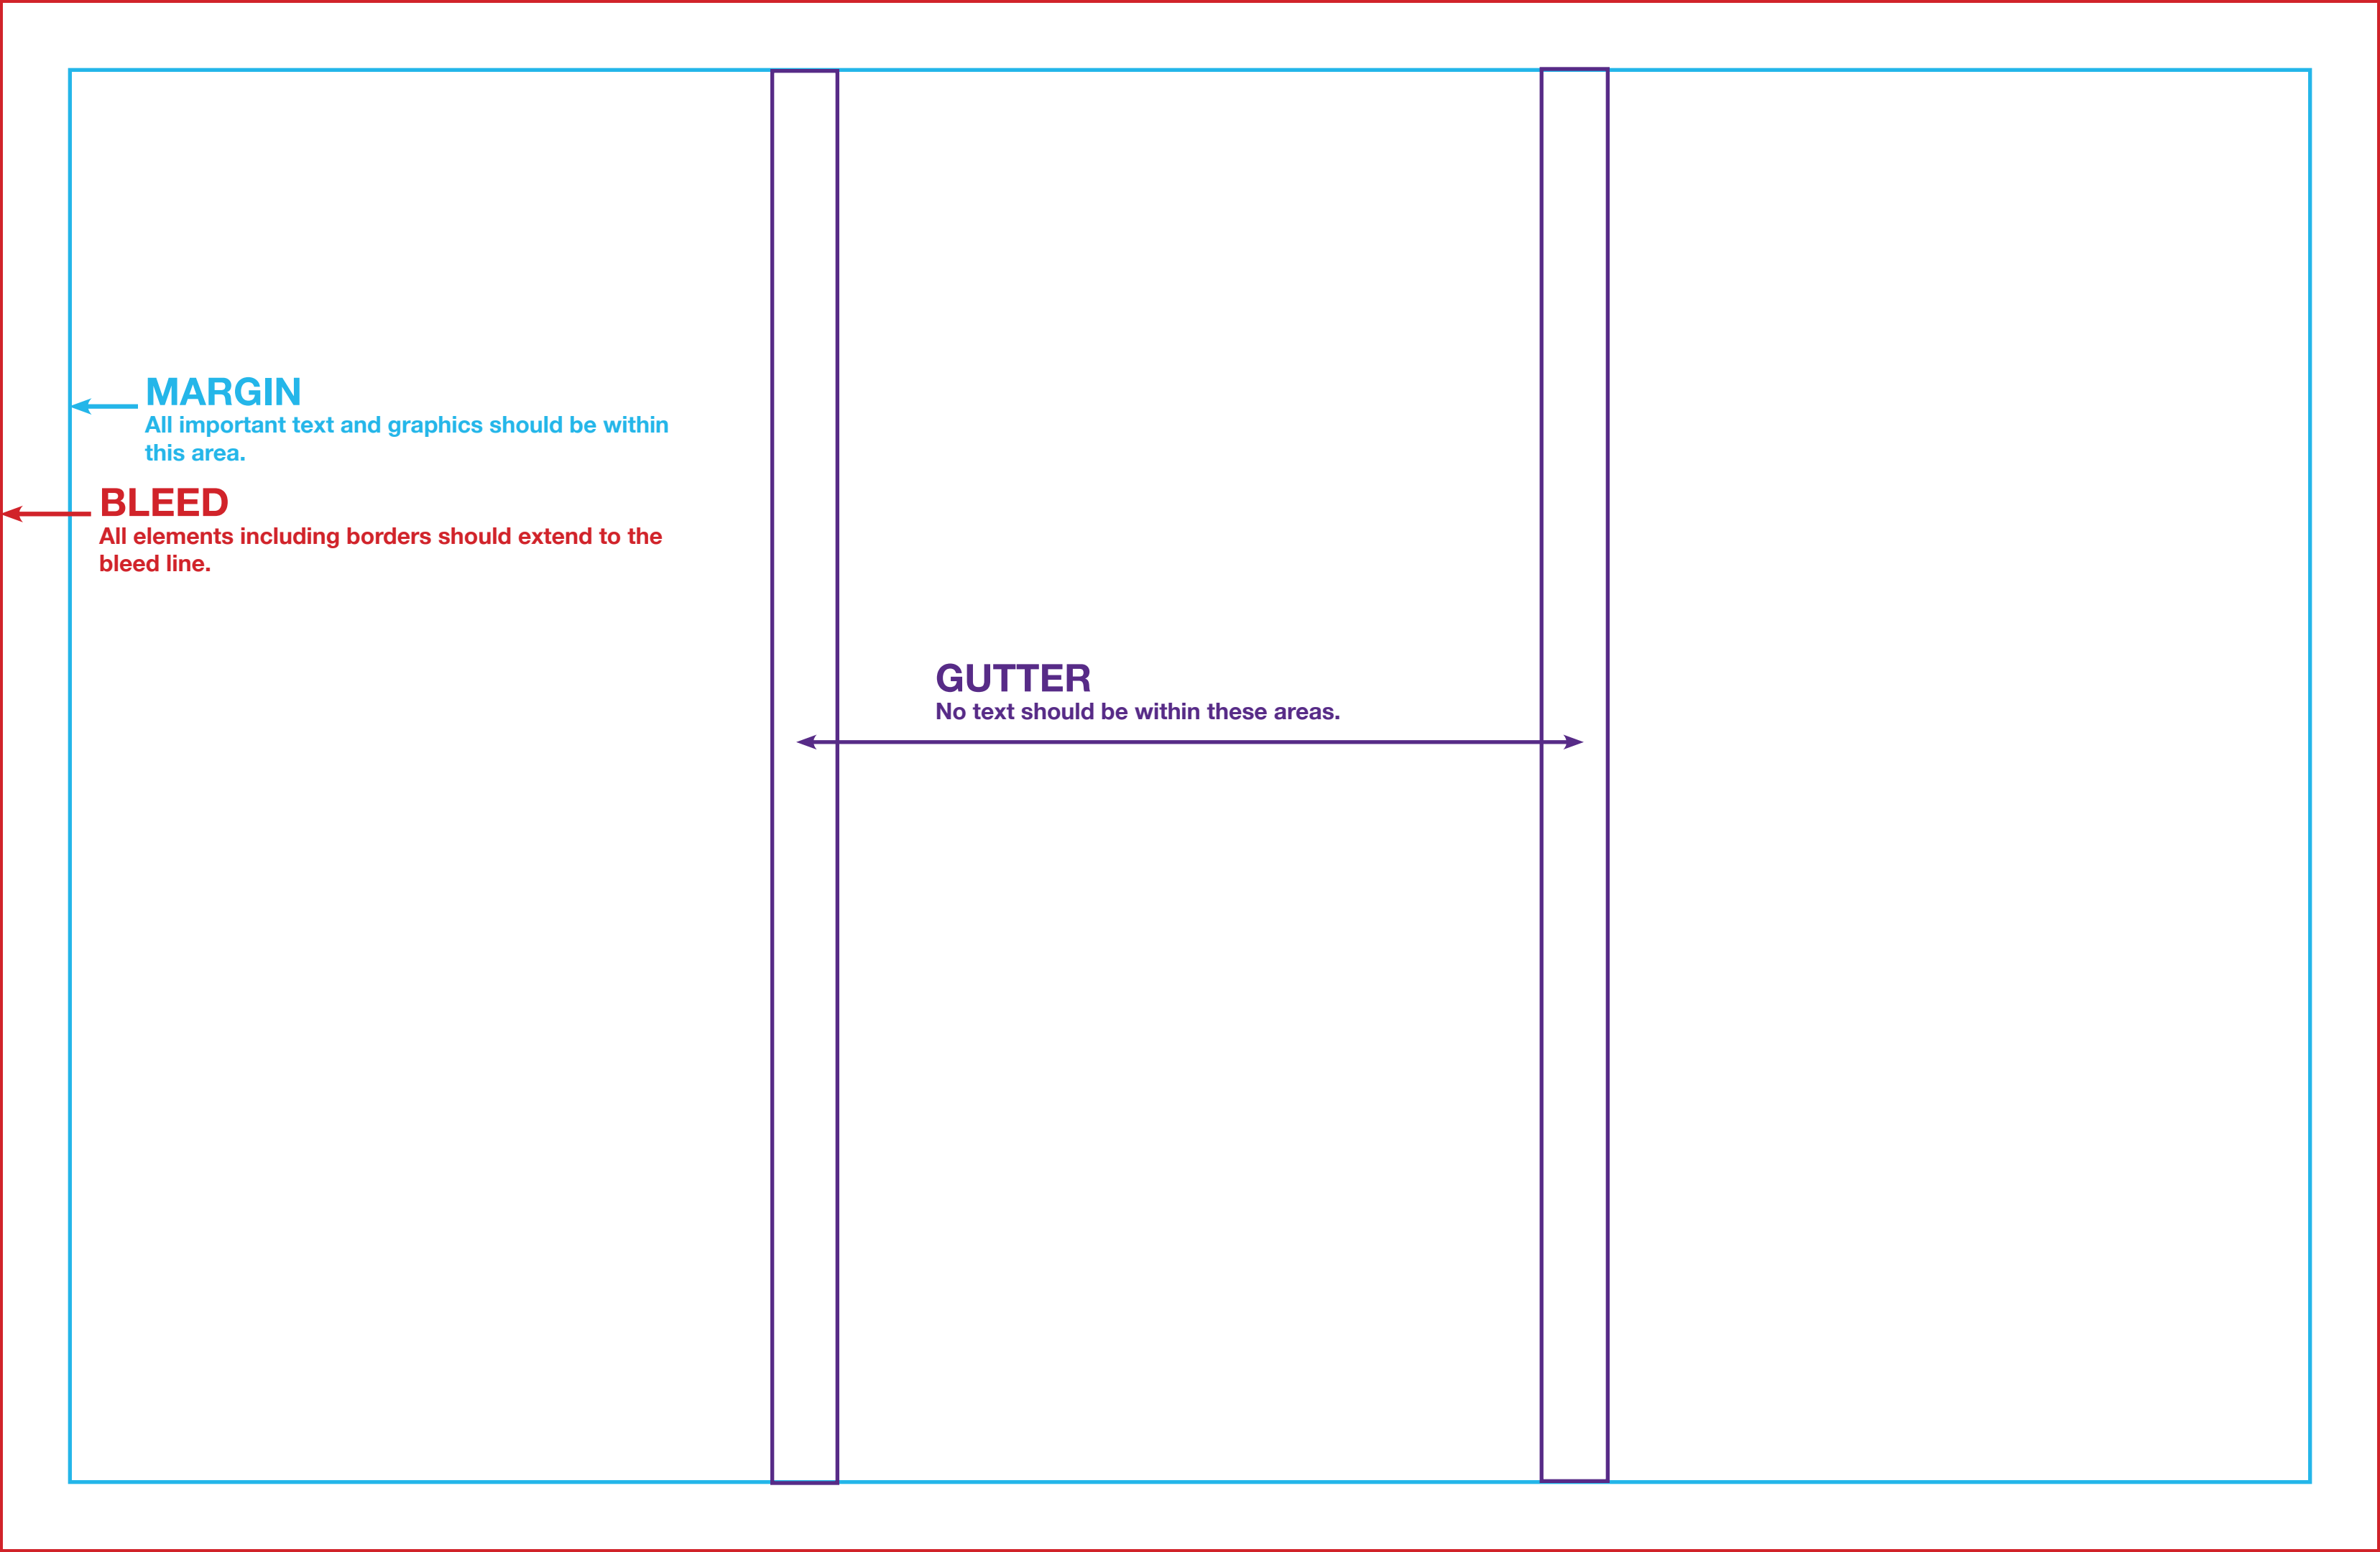 MARGIN
All important text and graphics should be within
this area.
BLEED
All elements including borders should extend to the
bleed line.
GUTTER
No text should be within these areas.